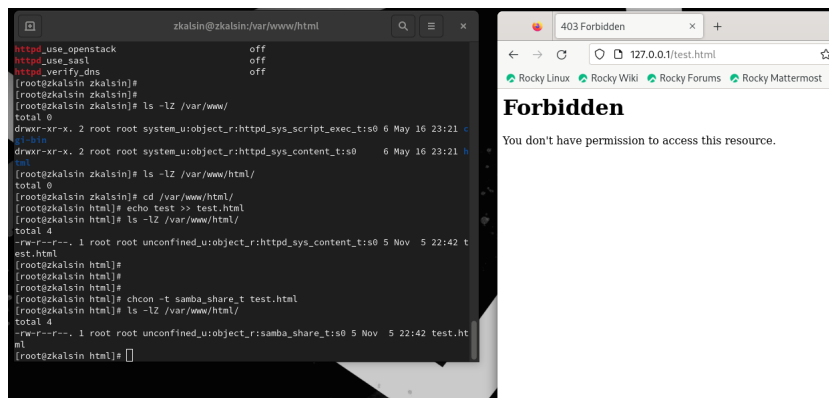 zkalsin@zkalsin:/var/www/html
httpd_use_openstack off
httpd_use_sasl off
httpd_verify_dns off
[root@zkalsin zkalsin]#
[root@zkalsin zkalsin]#
[root@zkalsin zkalsin]# ls -lZ /var/www/
total 0
drwxr-xr-x. 2 root root system_u:object_r:httpd_sys_script_exec_t:s0 6 May 16 23:21 c
gi-bin
drwxr-xr-x. 2 root root system_u:object_r:httpd_sys_content_t:s0 6 May 16 23:21 h
tml
[root@zkalsin zkalsin]# ls -lZ /var/www/html/
total 0
[root@zkalsin zkalsin]# cd /var/www/html/
[root@zkalsin html]# echo test >> test.html
[root@zkalsin html]# ls -lZ /var/www/html/
total 4
-rw-r--r--. 1 root root unconfined_u:object_r:httpd_sys_content_t:s0 5 Nov  5 22:42 t
est.html
[root@zkalsin html]#
[root@zkalsin html]#
[root@zkalsin html]#
[root@zkalsin html]# chcon -t samba_share_t test.html
[root@zkalsin html]# ls -lZ /var/www/html/
total 4
-rw-r--r--. 1 root root unconfined_u:object_r:samba_share_t:s0 5 Nov  5 22:42 test.ht
ml
[root@zkalsin html]#
403 Forbidden
127.0.0.1/test.html
Rocky Linux Rocky Wiki Rocky Forums Rocky Mattermost
Forbidden
You don't have permission to access this resource.